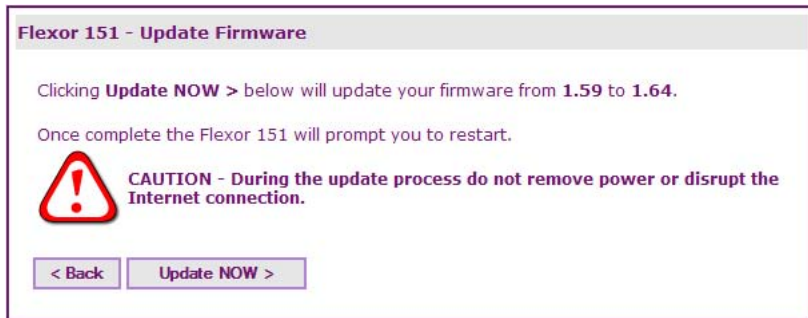 Flexor 151 - Update Firmware
Clicking Update NOW > below will update your firmware from 1.59 to 1.64.
Once complete the Flexor 151 will prompt you to restart.
CAUTION - During the update process do not remove power or disrupt the
Internet connection.
< Back
Update NOW >